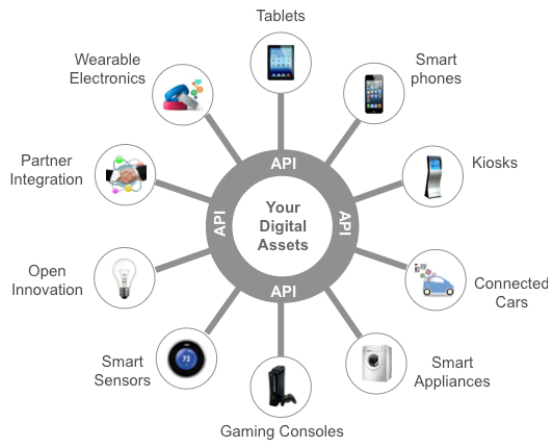 Tablets
Wearable
Electronics
Smart
phones
Partner
Integration
Kiosks
API
API
Your
Digital
Assets
API
API
Open
Innovation
Connected
Cars
Smart
Sensors
72
Smart
Appliances
Gaming Consoles